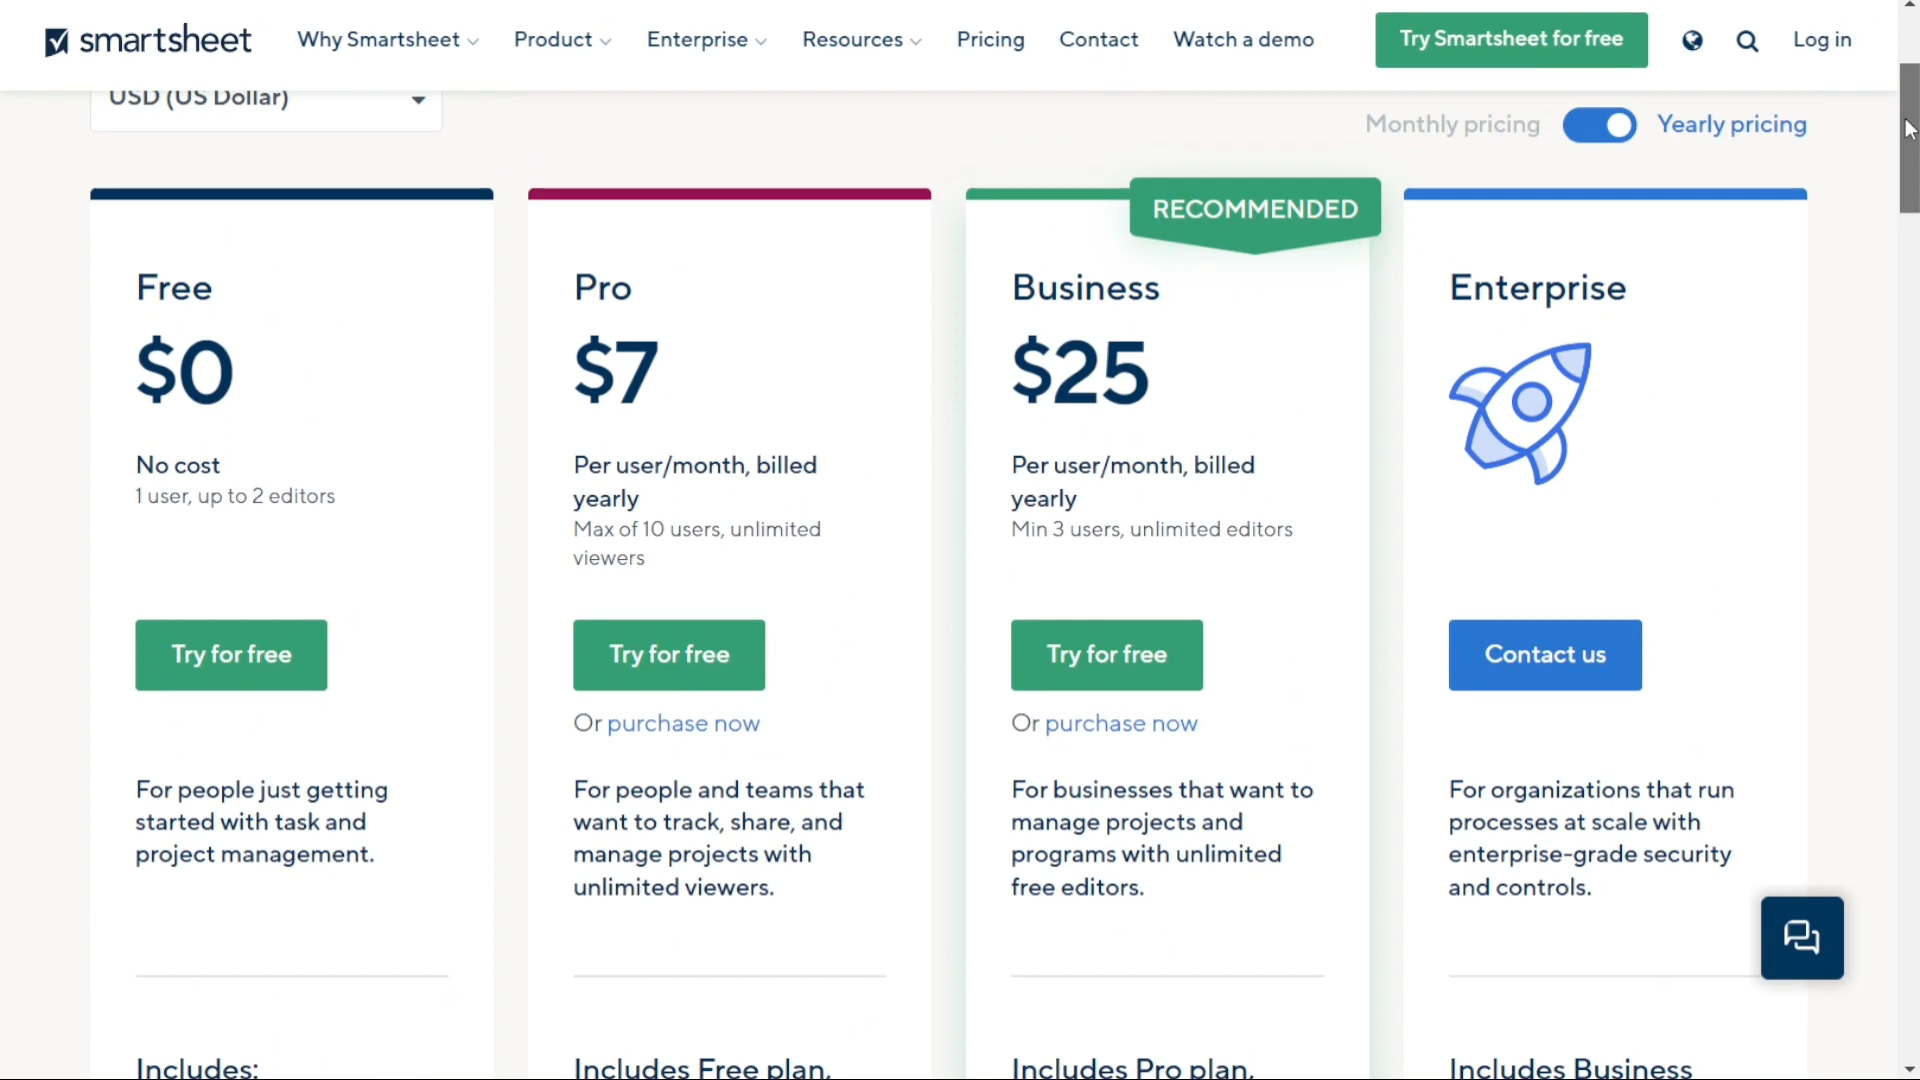 smartsheet Why Smartsheet Product Enterprise Resources Pricing Contact Watch a demo Try Smartsheet for free Log in
USD (US Dollar)
Monthly pricing Yearly pricing
RECOMMENDED
Free
$0
No cost
1 user, up to 2 editors
Try for free
For people just getting
started with task and
project management.
Includes:
Pro
$7
Per user/month, billed
yearly
Max of 10 users, unlimited
viewers
Try for free
Or purchase now
For people and teams that
want to track, share, and
manage projects with
unlimited viewers.
Includes Free plan,
Business
$25
Per user/month, billed
yearly
Min 3 users, unlimited editors
Try for free
Or purchase now
For businesses that want to
manage projects and
programs with unlimited
free editors.
Includes Pro plan,
Enterprise
Contact us
For organizations that run
processes at scale with
enterprise-grade security
and controls.
Includes Business